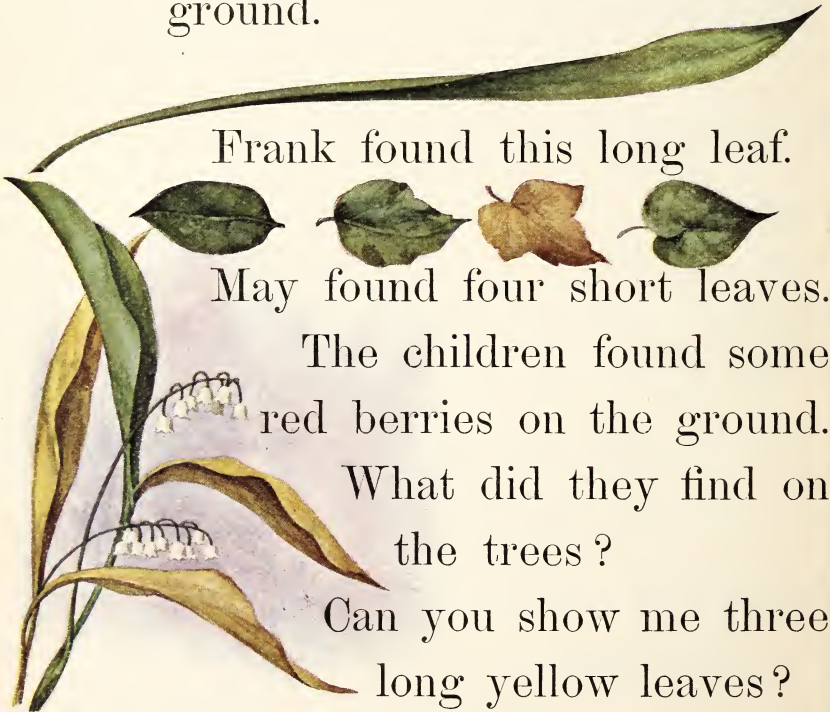 ground.
Frank found this long leaf.
May found four short leaves.
The children found some
red berries on the ground.
What did they find on
the trees?
Can you show me three
long yellow leaves?